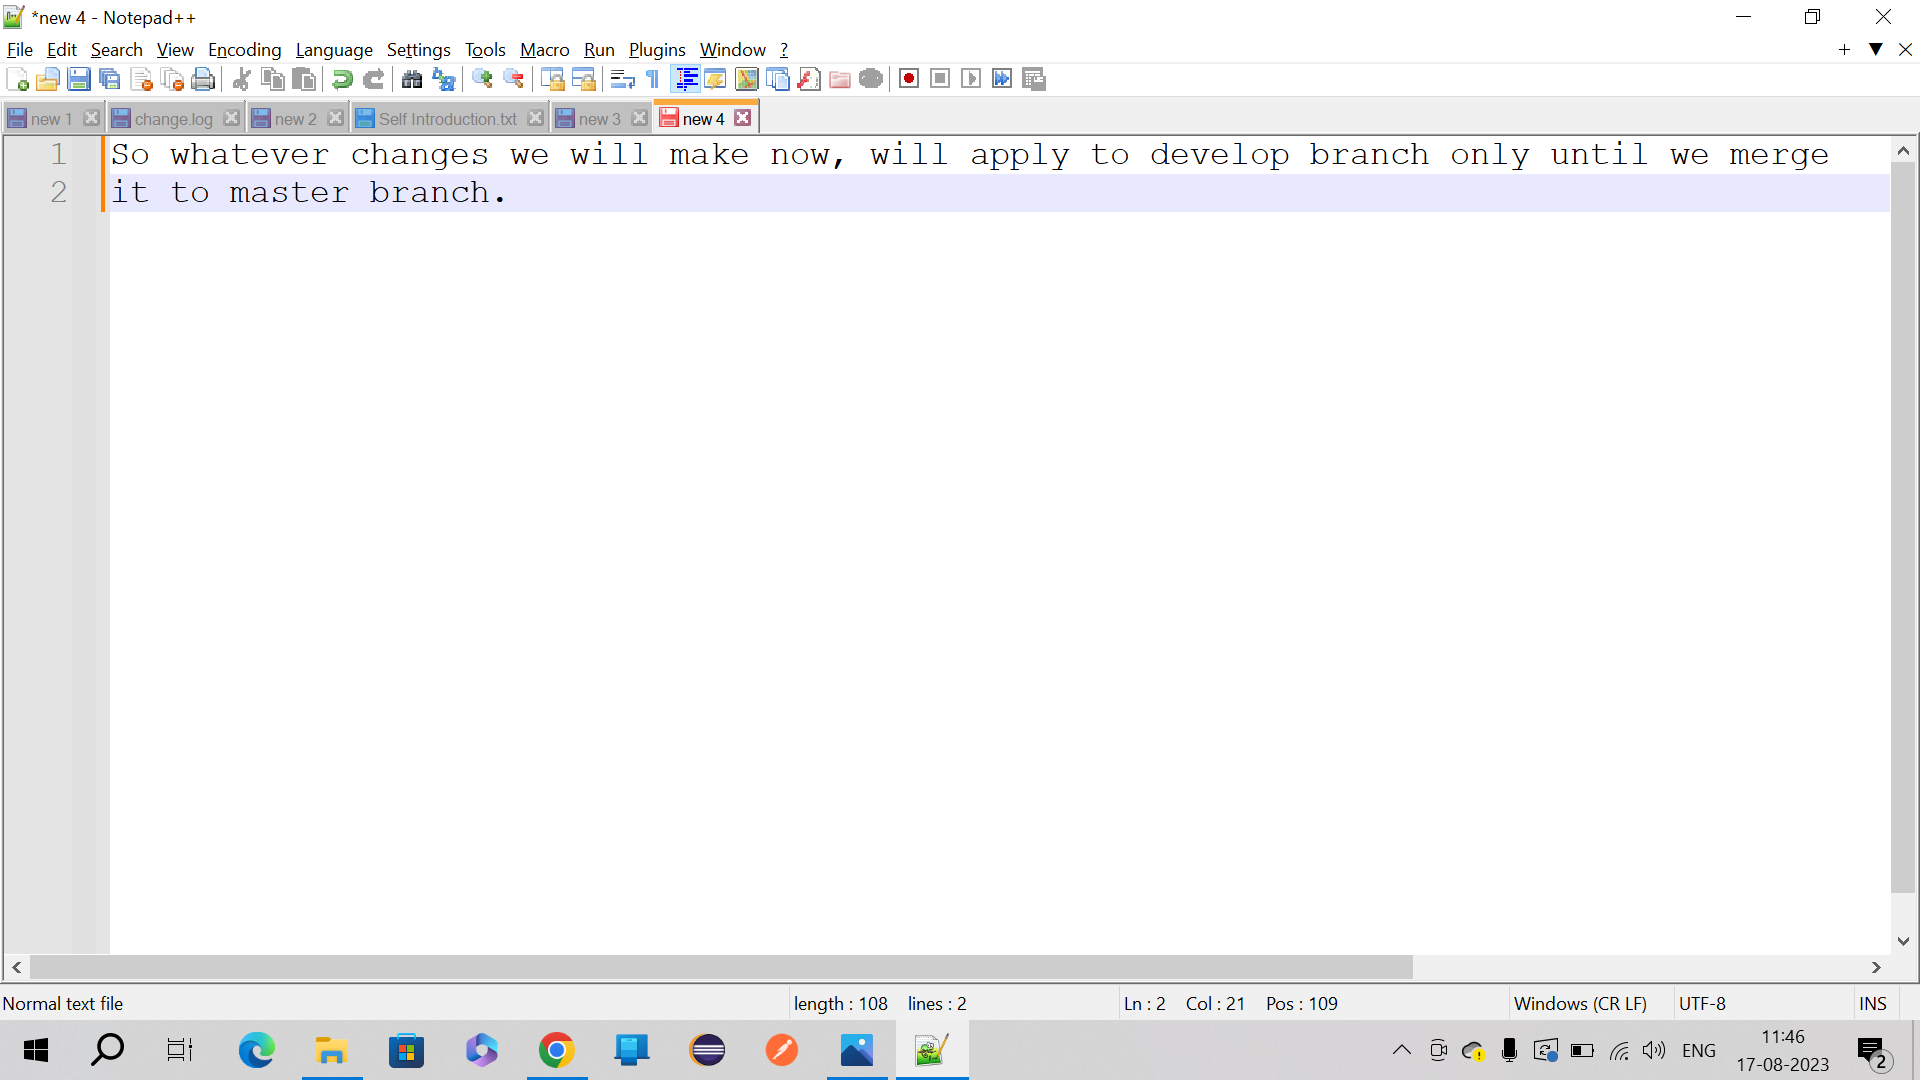 *new 4 - Notepad++
File Edit Search View Encoding Language Settings Tools Macro Run Plugins Window ?
new 1 change.log new 2 Self Introduction.txt new 3 new 4
1 So whatever changes we will make now, will apply to develop branch only until we merge
2 it to master branch.
Normal text file length : 108 lines : 2 Ln : 2 Col : 21 Pos : 109 Windows (CR LF) UTF-8 INS
ENG 11:46
17-08-2023 2